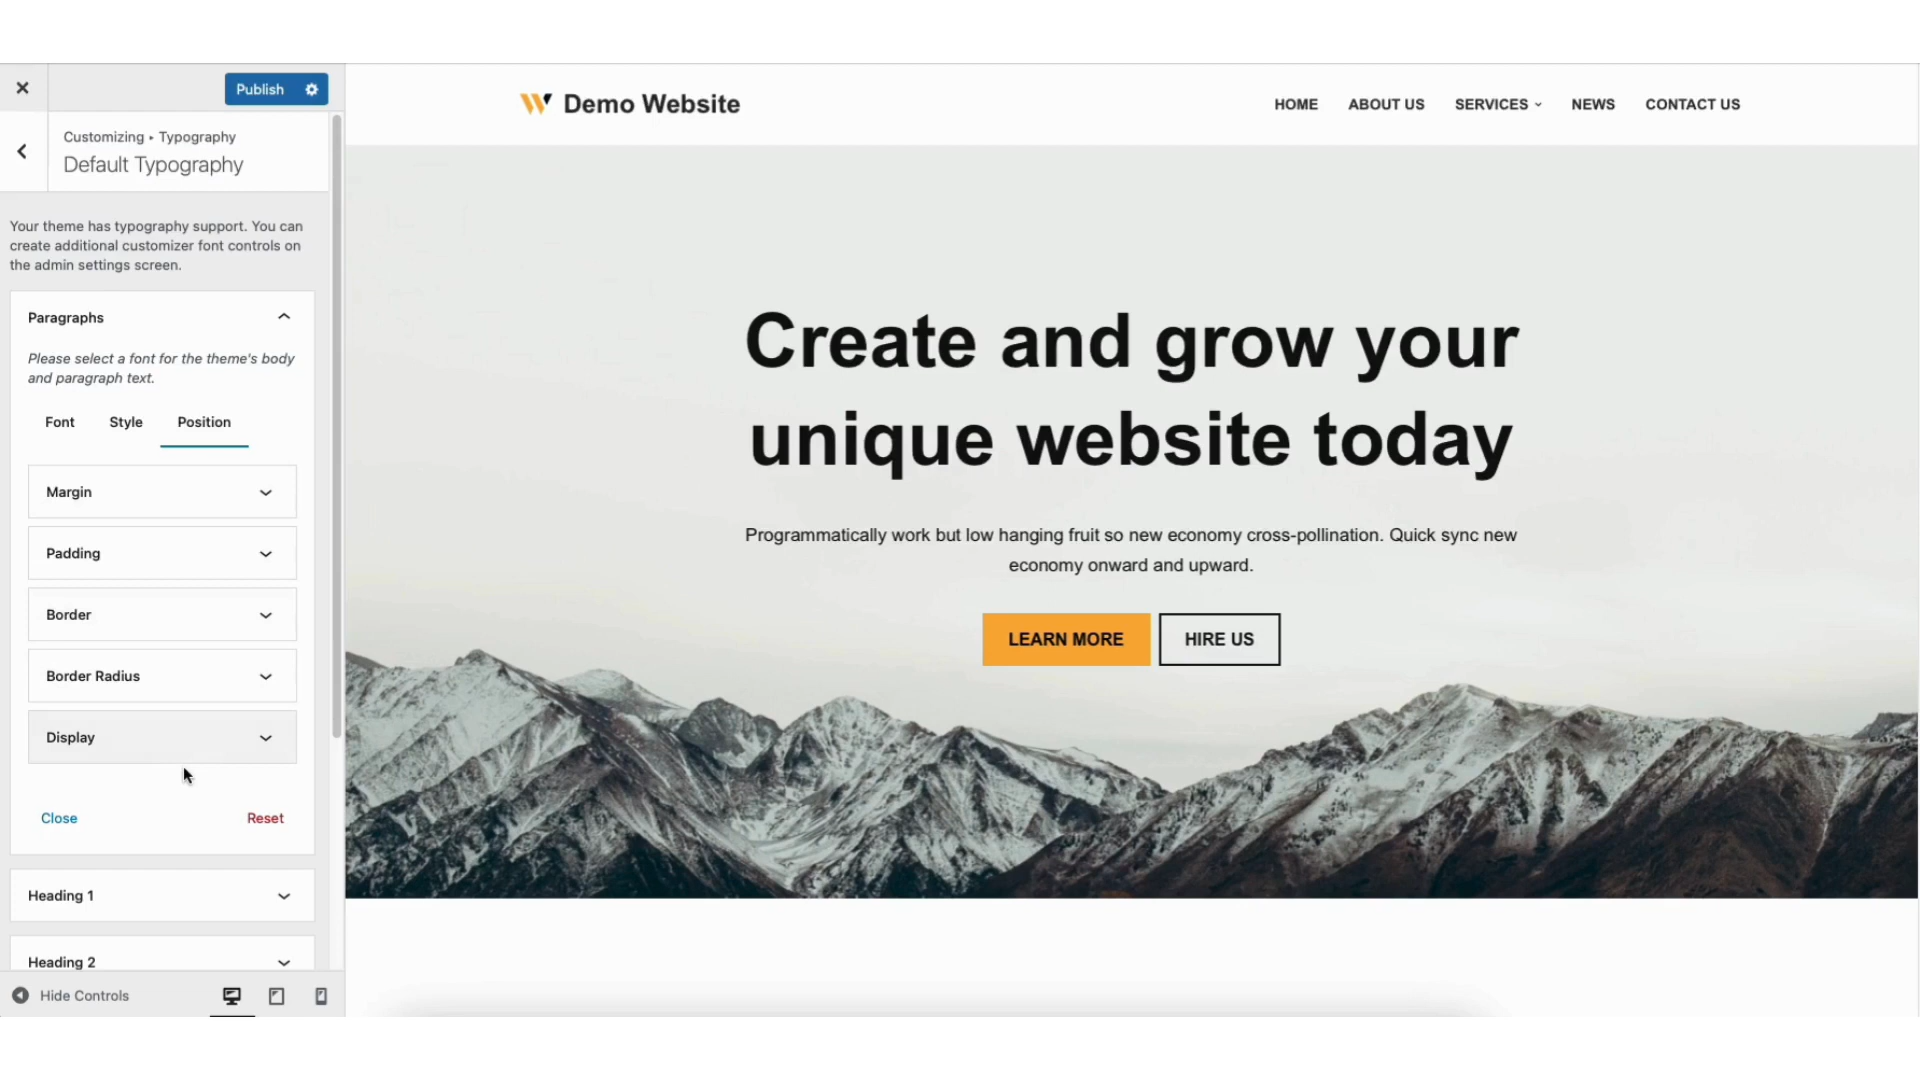 Publish
Customizing ▸ Typography
Default Typography
Your theme has typography support. You can
create additional customizer font controls on
the admin settings screen.
Paragraphs
Please select a font for the theme's body
and paragraph text.
Font Style Position
Margin
Padding
Border
Border Radius
Display
Close Reset
Heading 1
Heading 2
Hide Controls
Demo Website
HOME ABOUT US SERVICES NEWS CONTACT US
Create and grow your
unique website today
Programmatically work but low hanging fruit so new economy cross-pollination. Quick sync new
economy onward and upward.
LEARN MORE HIRE US